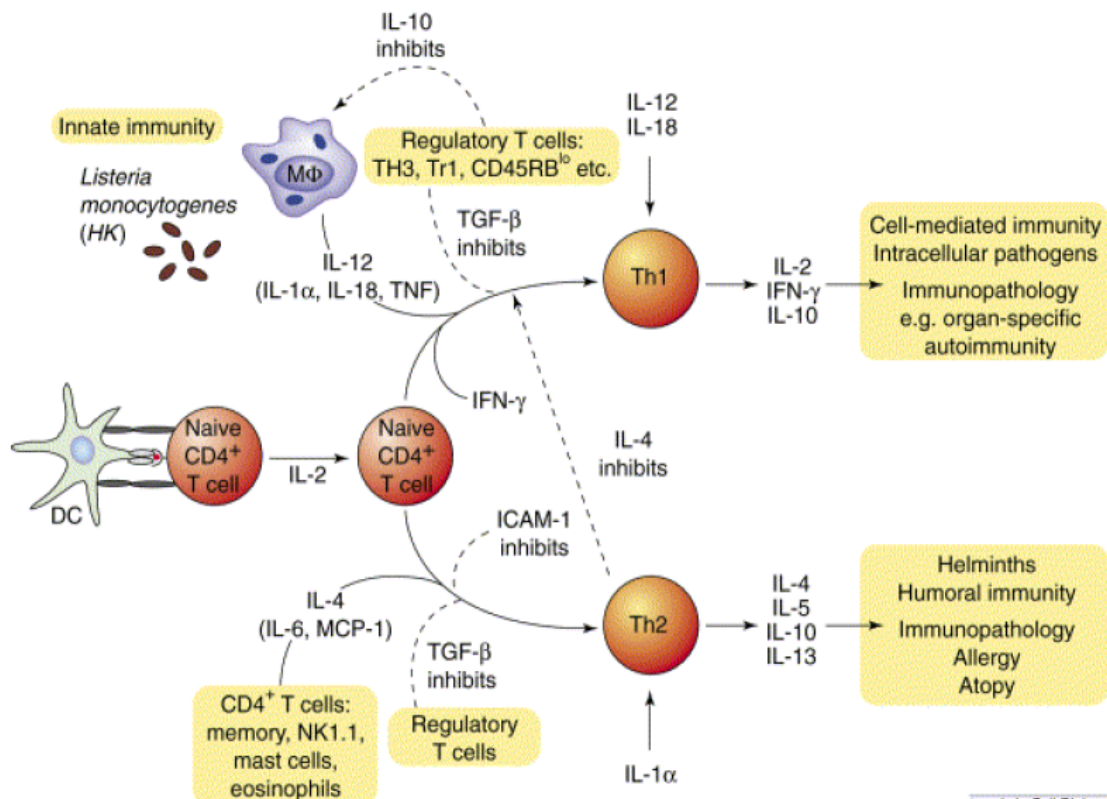 IL-10
inhibits
Innate immunity
Listeria
monocytogenes
(HK)
MΦ
Regulatory T cells:
TH3, Tr1, CD45RB^lo etc.
IL-12
IL-18
TGF-β
inhibits
IL-12
(IL-1α, IL-18, TNF)
Th1
IL-2
IFN-γ
IL-10
Cell-mediated immunity
Intracellular pathogens
Immunopathology
e.g. organ-specific
autoimmunity
IFN-γ
DC
Naive
CD4+
T cell
IL-2
Naive
CD4+
T cell
IL-4
inhibits
ICAM-1
inhibits
IL-4
(IL-6, MCP-1)
TGF-β
inhibits
Th2
IL-4
IL-5
IL-10
IL-13
Helminths
Humoral immunity
Immunopathology
Allergy
Atopy
CD4+ T cells:
memory, NK1.1,
mast cells,
eosinophils
Regulatory
T cells
IL-1α